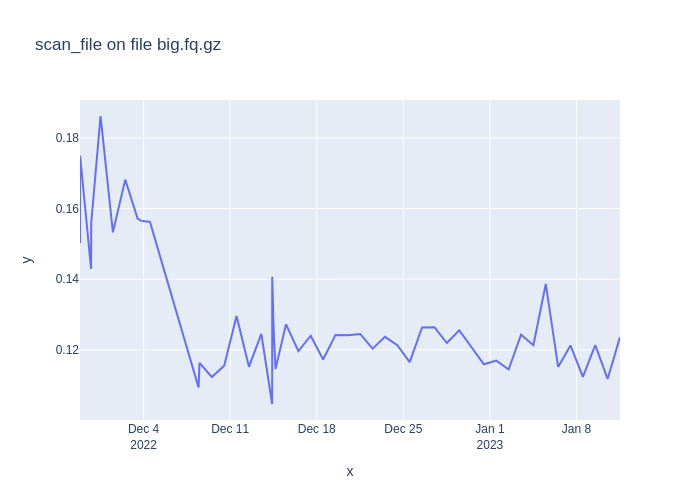 scan_file on file big.fq.gz
0.18
0.16
0.14
0.12
y
Dec 4
2022
Dec 11
Dec 18
Dec 25
Jan 1
2023
Jan 8
x